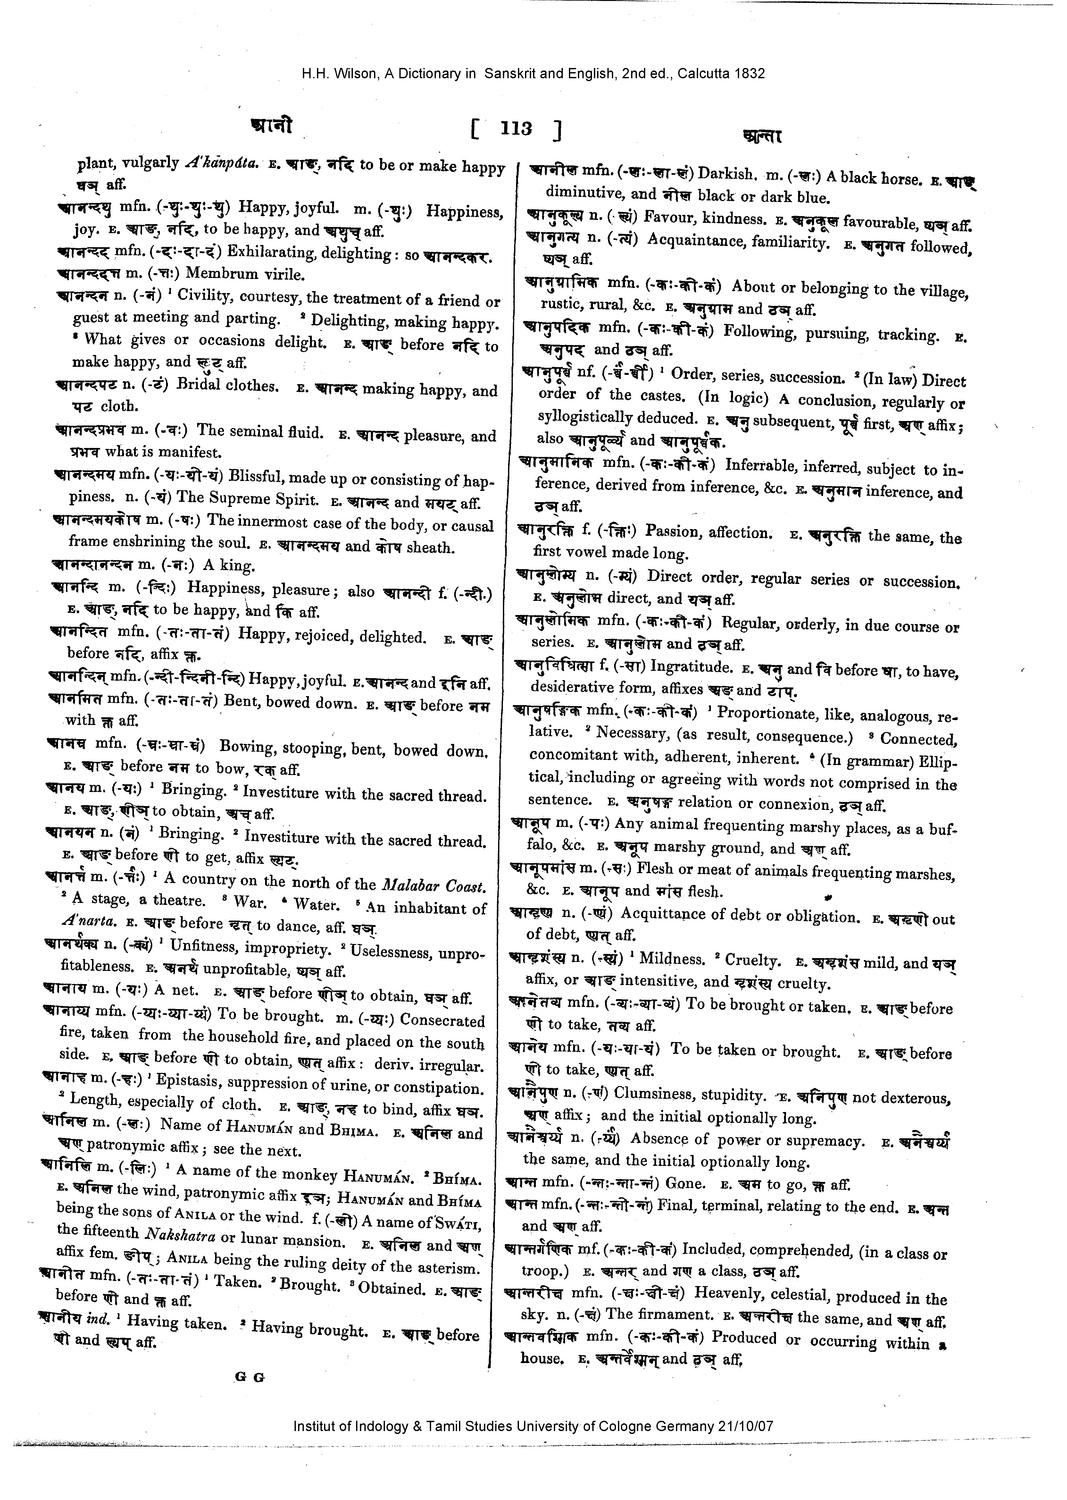 H.H. Wilson, A Dictionary in Sanskrit and English, 2nd ed., Calcutta 1832
आनी
[ 113 ]
अन्ता
plant, vulgarly A'kánpáta. E. आङ्, नदि to be or make happy
घञ् aff.
आनन्दथु mfn. (-थुः-थुः-थु) Happy, joyful. m. (-थुः) Happiness,
joy. E. आङ्, नदि, to be happy, and अथुच् aff.
आनन्दद mfn. (-दः-दा-दं) Exhilarating, delighting : so आनन्दकर.
आनन्ददत्त m. (-त्तः) Membrum virile.
आनन्दन n. (-नं) ¹ Civility, courtesy, the treatment of a friend or
guest at meeting and parting. ² Delighting, making happy.
³ What gives or occasions delight. E. आङ् before नदि to
make happy, and ल्युट् aff.
आनन्दपट n. (-टं) Bridal clothes. E. आनन्द making happy, and
पट cloth.
आनन्दप्रभव m. (-वः) The seminal fluid. E. आनन्द pleasure, and
प्रभव what is manifest.
आनन्दमय mfn. (-यः-यी-यं) Blissful, made up or consisting of hap-
piness. n. (-यं) The Supreme Spirit. E. आनन्द and मयट् aff.
आनन्दमयकोष m. (-षः) The innermost case of the body, or causal
frame enshrining the soul. E. आनन्दमय and कोष sheath.
आनन्दानन्दन m. (-नः) A king.
आनन्दि m. (-न्दिः) Happiness, pleasure ; also आनन्दी f. (-न्दी.)
E. आङ्, नदि to be happy, and कि aff.
आनन्दित mfn. (-तः-ता-तं) Happy, rejoiced, delighted. E. आङ्
before नदि, affix क्त.
आनन्दिन् mfn. (-न्दी-न्दिनी-न्दि) Happy, joyful. E. आनन्द and इनि aff.
आनमित mfn. (-तः-ता-तं) Bent, bowed down. E. आङ् before नम
with क्त aff.
आनम्र mfn. (-म्रः-म्रा-म्रं) Bowing, stooping, bent, bowed down.
E. आङ् before नम to bow, रक् aff.
आनय m. (-यः) ¹ Bringing. ² Investiture with the sacred thread.
E. आङ्, णीञ् to obtain, अच् aff.
आनयन n. (नं) ¹ Bringing. ² Investiture with the sacred thread.
E. आङ् before णी to get, affix ल्युट्.
आनर्त्त m. (-र्त्तः) ¹ A country on the north of the Malabar Coast.
² A stage, a theatre. ³ War. ⁴ Water. ⁵ An inhabitant of
A'narta. E. आङ् before नृत् to dance, aff. घञ्.
आनर्थक्य n. (-क्यं) ¹ Unfitness, impropriety. ² Uselessness, unpro-
fitableness. E. अनर्थ unprofitable, ष्यञ् aff.
आनाय m. (-यः) A net. E. आङ् before णीञ् to obtain, घञ् aff.
आनाय्य mfn. (-य्यः-य्या-य्यं) To be brought. m. (-य्यः) Consecrated
fire, taken from the household fire, and placed on the south
side. E. आङ् before णी to obtain, ण्यत् affix : deriv. irregular.
आनाह m. (-हः) ¹ Epistasis, suppression of urine, or constipation.
² Length, especially of cloth. E. आङ्, नह to bind, affix घञ्.
आनिल m. (-लः) Name of HANUMÁN and BHIMA. E. अनिल and
अण् patronymic affix ; see the next.
आनिलि m. (-लिः) ¹ A name of the monkey HANUMÁN. ² BHÍMA.
E. अनिल the wind, patronymic affix इञ्; HANUMÁN and BHÍMA
being the sons of ANILA or the wind. f. (-ली) A name of SWÁTI,
the fifteenth Nakshatra or lunar mansion. E. अनिल and अण्
affix fem. ङीप् ; ANILA being the ruling deity of the asterism.
आनीत mfn. (-तः-ता-तं) ¹ Taken. ² Brought. ³ Obtained. E. आङ्
before णी and क्त aff.
आनीय ind. ¹ Having taken. ² Having brought. E. आङ् before
णी and ल्यप् aff.
G G
आनील mfn. (-लः-ला-लं) Darkish. m. (-लः) A black horse. E. आङ्
diminutive, and नील black or dark blue.
आनुकूल्य n. (-ल्यं) Favour, kindness. E. अनुकूल favourable, ष्यञ् aff.
आनुगत्य n. (-त्यं) Acquaintance, familiarity. E. अनुगत followed,
ष्यञ् aff.
आनुग्रामिक mfn. (-कः-की-कं) About or belonging to the village,
rustic, rural, &c. E. अनुग्राम and ठञ् aff.
आनुपदिक mfn. (-कः-की-कं) Following, pursuing, tracking. E.
अनुपद and ठञ् aff.
आनुपूर्ब nf. (-र्ब्बं-र्ब्बी) ¹ Order, series, succession. ² (In law) Direct
order of the castes. (In logic) A conclusion, regularly or
syllogistically deduced. E. अनु subsequent, पूर्ब्ब first, अण् affix ;
also आनुपूर्ब्ब्य and आनुपूर्ब्बक.
आनुमानिक mfn. (-कः-की-कं) Inferrable, inferred, subject to in-
ference, derived from inference, &c. E. अनुमान inference, and
ठञ् aff.
आनुरक्ति f. (-क्तिः) Passion, affection. E. अनुरक्ति the same, the
first vowel made long.
आनुलोम्य n. (-म्यं) Direct order, regular series or succession.
E. अनुलोम direct, and यञ् aff.
आनुलोमिक mfn. (-कः-की-कं) Regular, orderly, in due course or
series. E. आनुलोम and ठञ् aff.
आनुविधित्सा f. (-सा) Ingratitude. E. अनु and वि before धा, to have,
desiderative form, affixes अङ् and टाप्.
आनुषङ्गिक mfn. (-कः-की-कं) ¹ Proportionate, like, analogous, re-
lative. ² Necessary, (as result, consequence.) ³ Connected,
concomitant with, adherent, inherent. ⁴ (In grammar) Ellip-
tical, including or agreeing with words not comprised in the
sentence. E. अनुषङ्ग relation or connexion, ठञ् aff.
आनूप m. (-पः) Any animal frequenting marshy places, as a buf-
falo, &c. E. अनूप marshy ground, and अण् aff.
आनूपमांस m. (-सः) Flesh or meat of animals frequenting marshes,
&c. E. आनूप and मांस flesh.
आनृण्य n. (-ण्यं) Acquittance of debt or obligation. E. अनृणी out
of debt, ष्यत् aff.
आनृशंस्य n. (-स्यं) ¹ Mildness. ² Cruelty. E. अनृशंस mild, and यञ्
affix, or आङ् intensive, and नृशंस्य cruelty.
आनेतव्य mfn. (-व्यः-व्या-व्यं) To be brought or taken. E. आङ् before
णी to take, तव्य aff.
आनेय mfn. (-यः-या-यं) To be taken or brought. E. आङ् before
णी to take, ण्यत् aff.
आनैपुण n. (-णं) Clumsiness, stupidity. E. अनिपुण not dexterous,
अण् affix ; and the initial optionally long.
आनैश्वर्य्य n. (-र्य्यं) Absence of power or supremacy. E. अनैश्वर्य्य
the same, and the initial optionally long.
आन्त mfn. (-न्तः-न्ता-न्तं) Gone. E. अम to go, क्त aff.
आन्त mfn. (-न्तः-न्ती-न्तं) Final, terminal, relating to the end. E. अन्त
and अण् aff.
आन्तर्गणिक mf. (-कः-की-कं) Included, comprehended, (in a class or
troop.) E. अन्तर् and गण a class, ठञ् aff.
आन्तरीक्ष mfn. (-क्षः-क्षी-क्षं) Heavenly, celestial, produced in the
sky. n. (-क्षं) The firmament. E. अन्तरीक्ष the same, and अण् aff.
आन्तर्वेश्मिक mfn. (-कः-की-कं) Produced or occurring within a
house. E. अन्तर्वेश्मन् and ठञ् aff,
Institut of Indology & Tamil Studies University of Cologne Germany 21/10/07